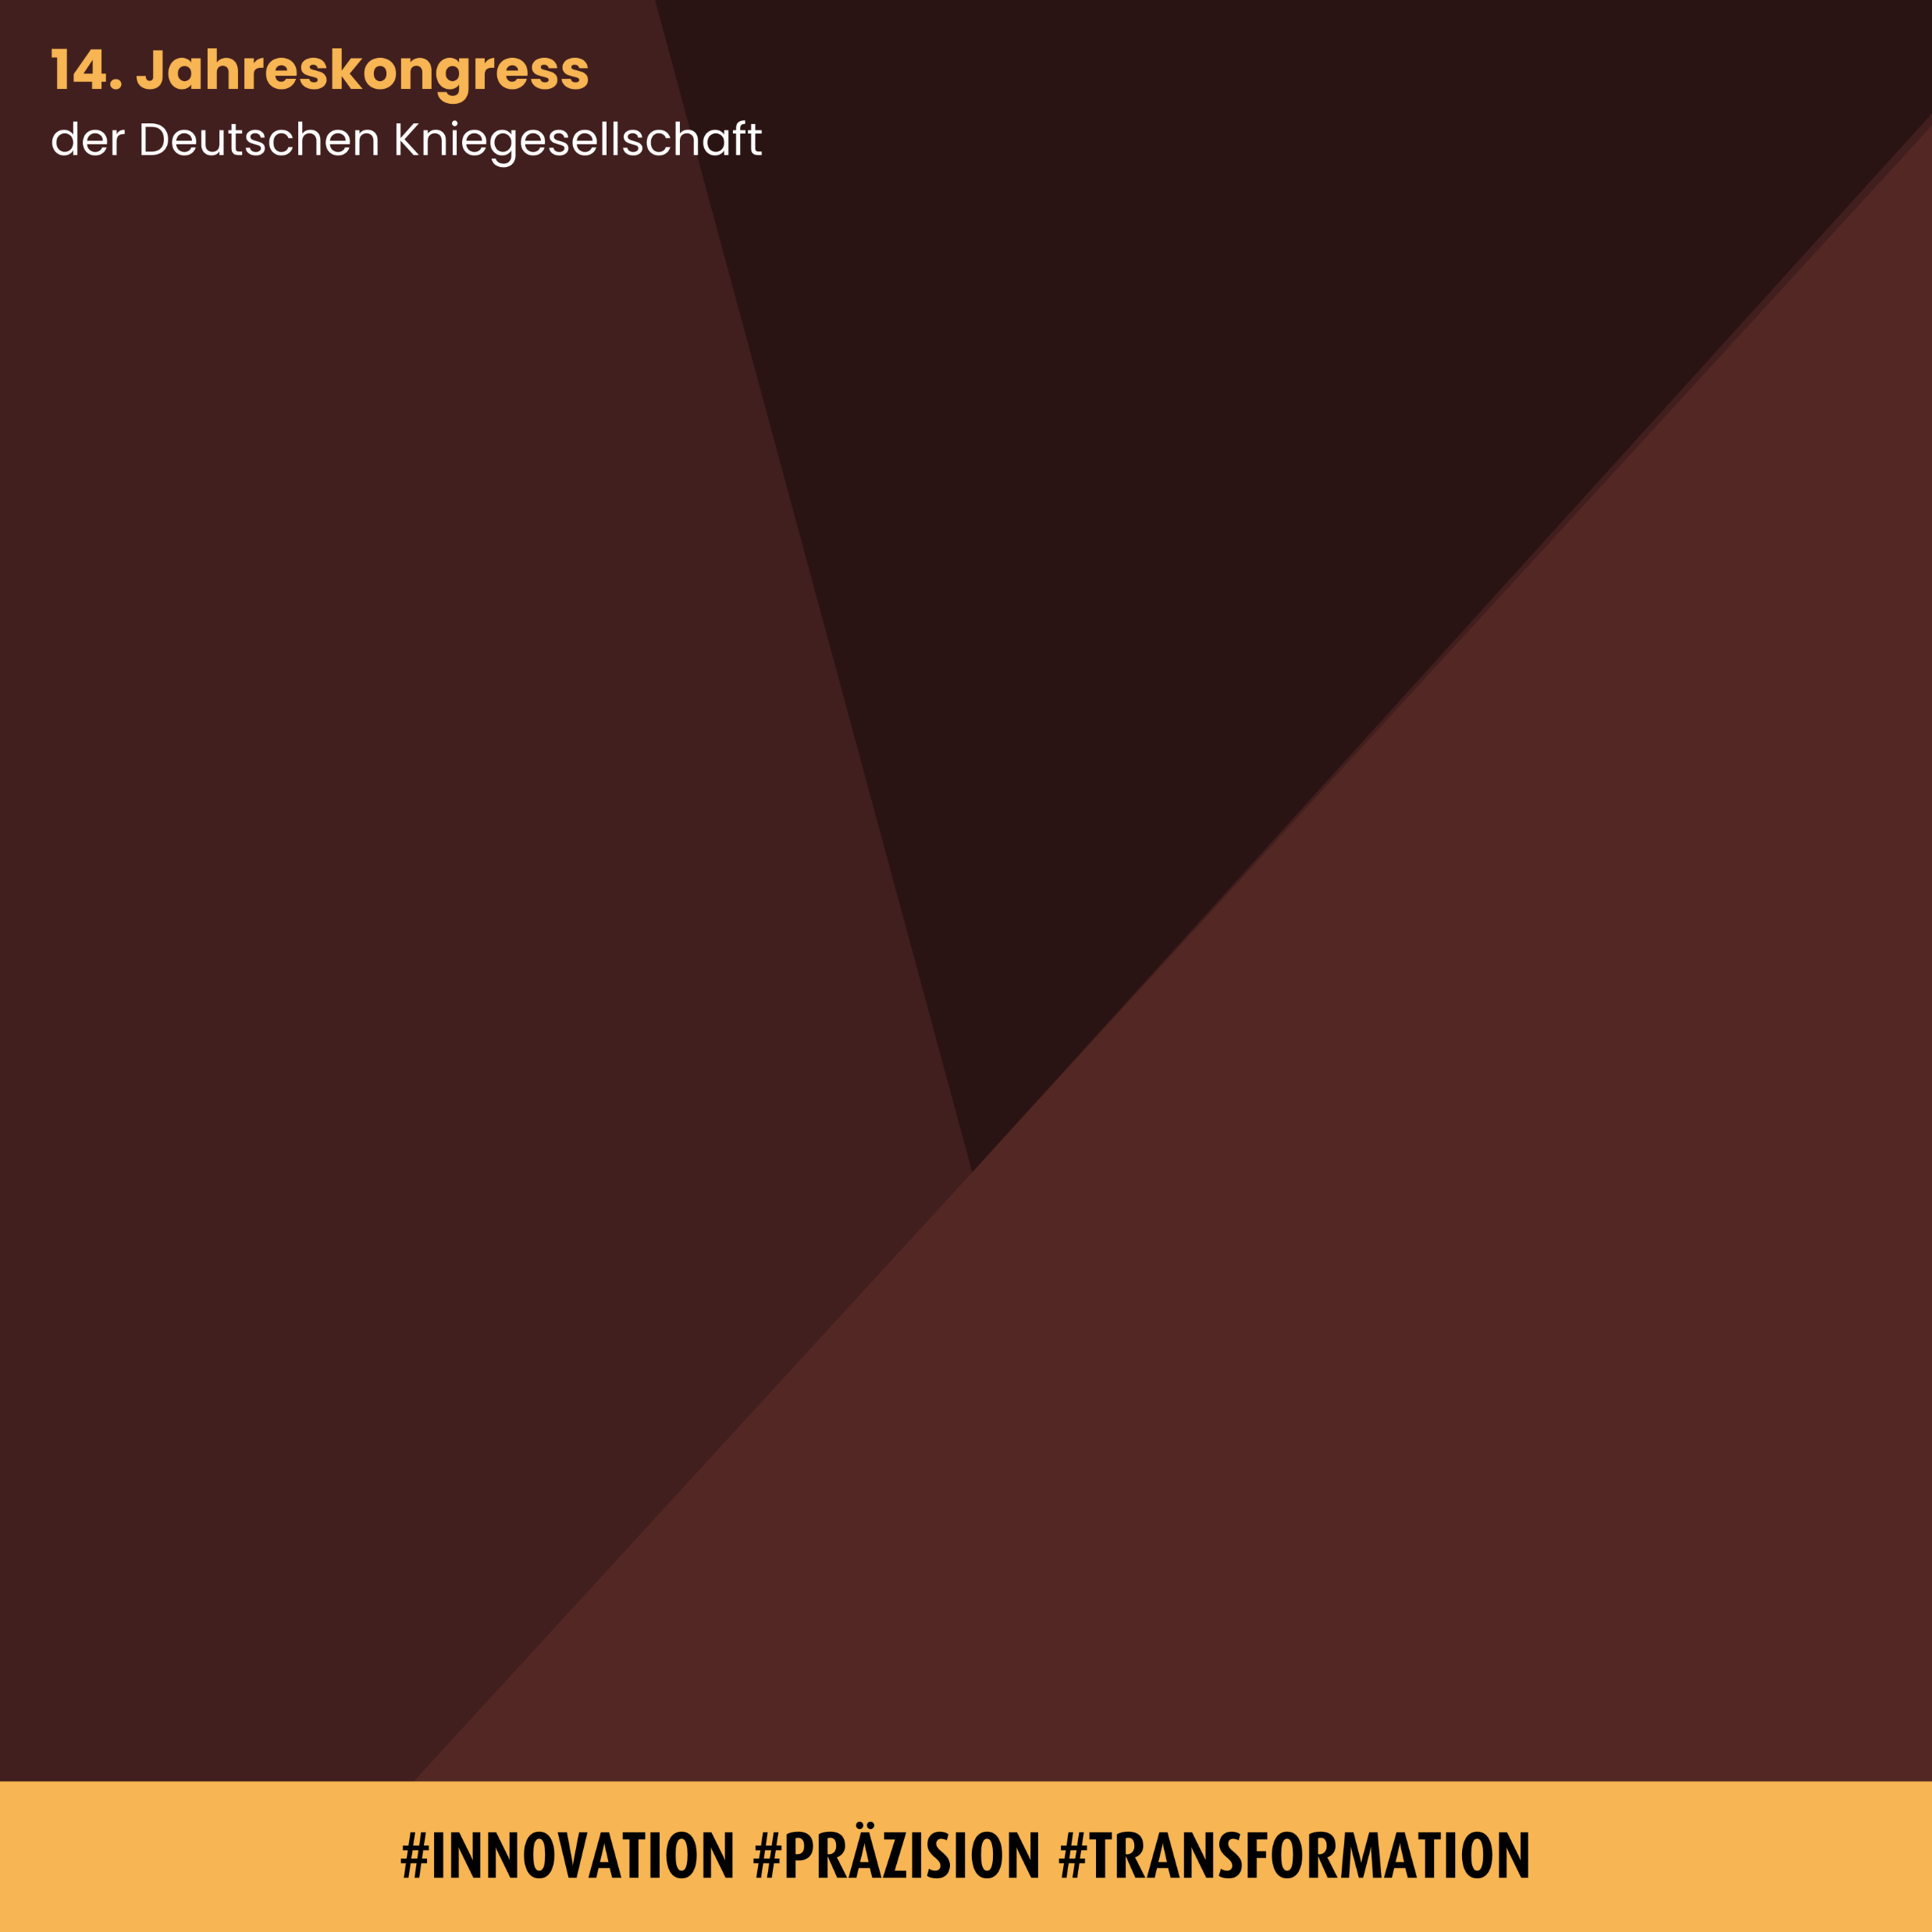 14. Jahreskongress
der Deutschen Kniegesellschaft
#INNOVATION #PRÄZISION #TRANSFORMATION